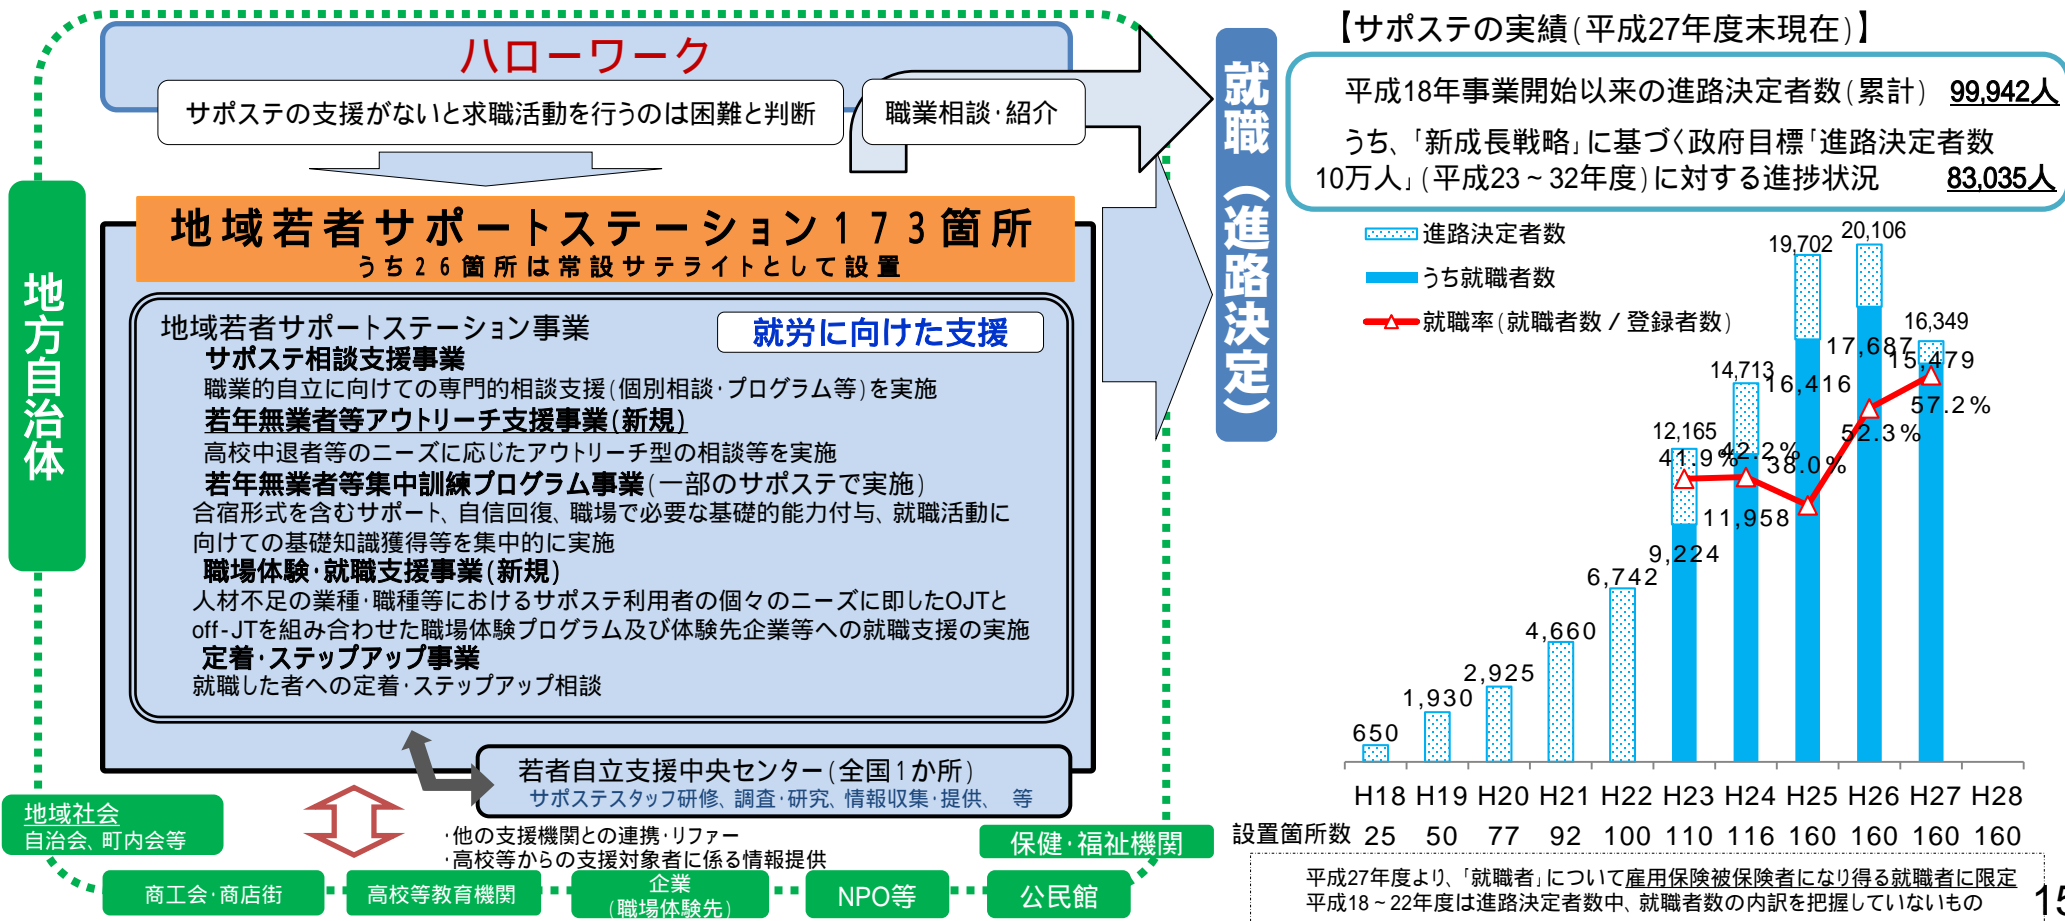 ハローワーク
サポステの支援がないと求職活動を行うのは困難と判断
職業相談・紹介
地方自治体
地域若者サポートステーション173箇所
うち26箇所は常設サテライトとして設置
地域若者サポートステーション事業
就労に向けた支援
サポステ相談支援事業
職業的自立に向けての専門的相談支援(個別相談・プログラム等)を実施
若年無業者等アウトリーチ支援事業(新規)
高校中退者等のニーズに応じたアウトリーチ型の相談等を実施
若年無業者等集中訓練プログラム事業(一部のサポステで実施)
合宿形式を含むサポート、自信回復、職場で必要な基礎的能力付与、就職活動に
向けての基礎知識獲得等を集中的に実施
職場体験・就職支援事業(新規)
人材不足の業種・職種等におけるサポステ利用者の個々のニーズに即したOJTと
off-JTを組み合わせた職場体験プログラム及び体験先企業等への就職支援の実施
定着・ステップアップ事業
就職した者への定着・ステップアップ相談
若者自立支援中央センター(全国1か所)
サポステスタッフ研修、調査・研究、情報収集・提供、 等
地域社会
自治会、町内会等
・他の支援機関との連携・リファー
・高校等からの支援対象者に係る情報提供
保健・福祉機関
商工会・商店街
高校等教育機関
企業
(職場体験先)
NPO等
公民館
就職(進路決定)
【サポステの実績(平成27年度末現在)】
平成18年事業開始以来の進路決定者数(累計) 99,942人
うち、「新成長戦略」に基づく政府目標「進路決定者数
10万人」(平成23~32年度)に対する進捗状況 83,035人
進路決定者数
うち就職者数
就職率(就職者数/登録者数)
650
1,930
2,925
4,660
6,742
12,165
41.9%
9,224
14,713
42.2%
11,958
19,702
16,416
38.0%
20,106
17,687
52.3%
16,349
15,479
57.2%
H18 H19 H20 H21 H22 H23 H24 H25 H26 H27 H28
設置箇所数 25 50 77 92 100 110 116 160 160 160 160
平成27年度より、「就職者」について雇用保険被保険者になり得る就職者に限定
平成18~22年度は進路決定者数中、就職者数の内訳を把握していないもの
15